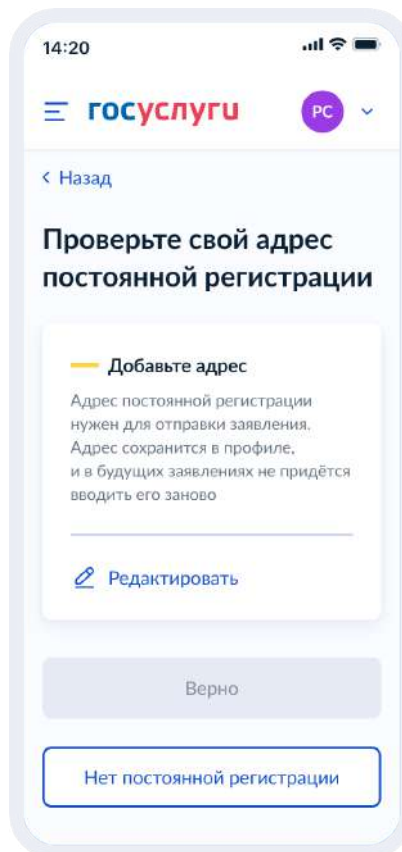 14:20
госуслуги
РС
Назад
Проверьте свой адрес
постоянной регистрации
Добавьте адрес
Адрес постоянной регистрации
нужен для отправки заявления.
Адрес сохранится в профиле,
и в будущих заявлениях не придётся
вводить его заново
Редактировать
Верно
Нет постоянной регистрации